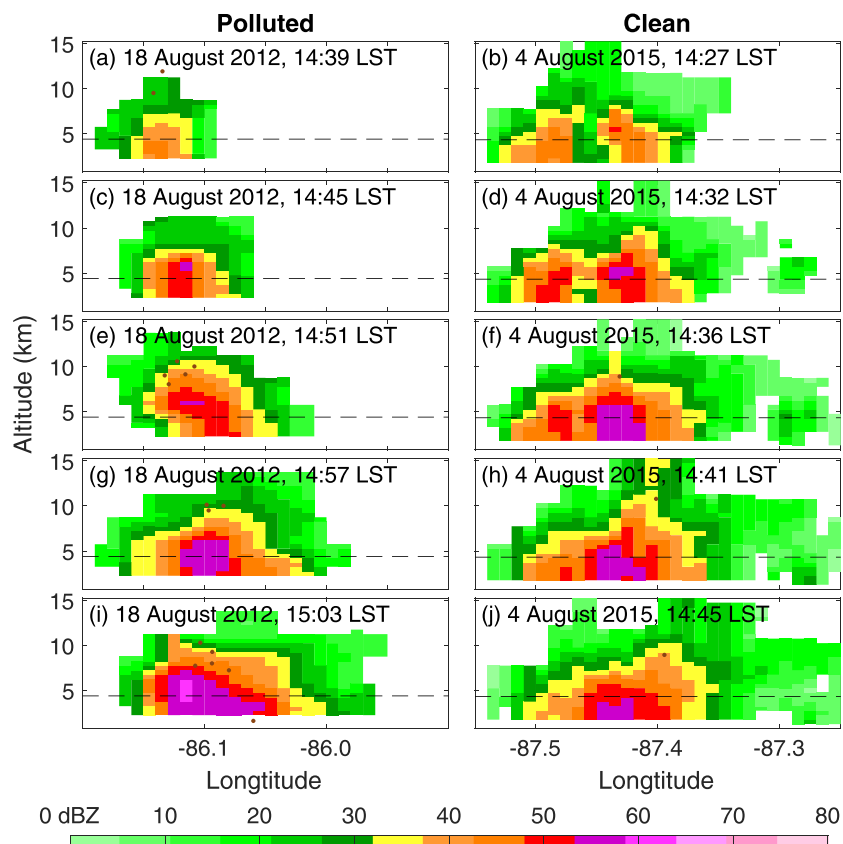 Polluted Clean
15 (a) 18 August 2012, 14:39 LST (b) 4 August 2015, 14:27 LST
10
5
15 (c) 18 August 2012, 14:45 LST (d) 4 August 2015, 14:32 LST
10
5
15 (e) 18 August 2012, 14:51 LST (f) 4 August 2015, 14:36 LST
10
5
Altitude (km)
15 (g) 18 August 2012, 14:57 LST (h) 4 August 2015, 14:41 LST
10
5
15 (i) 18 August 2012, 15:03 LST (j) 4 August 2015, 14:45 LST
10
5
-86.1 -86.0 -87.5 -87.4 -87.3
Longtitude Longtitude
0 dBZ 10 20 30 40 50 60 70 80